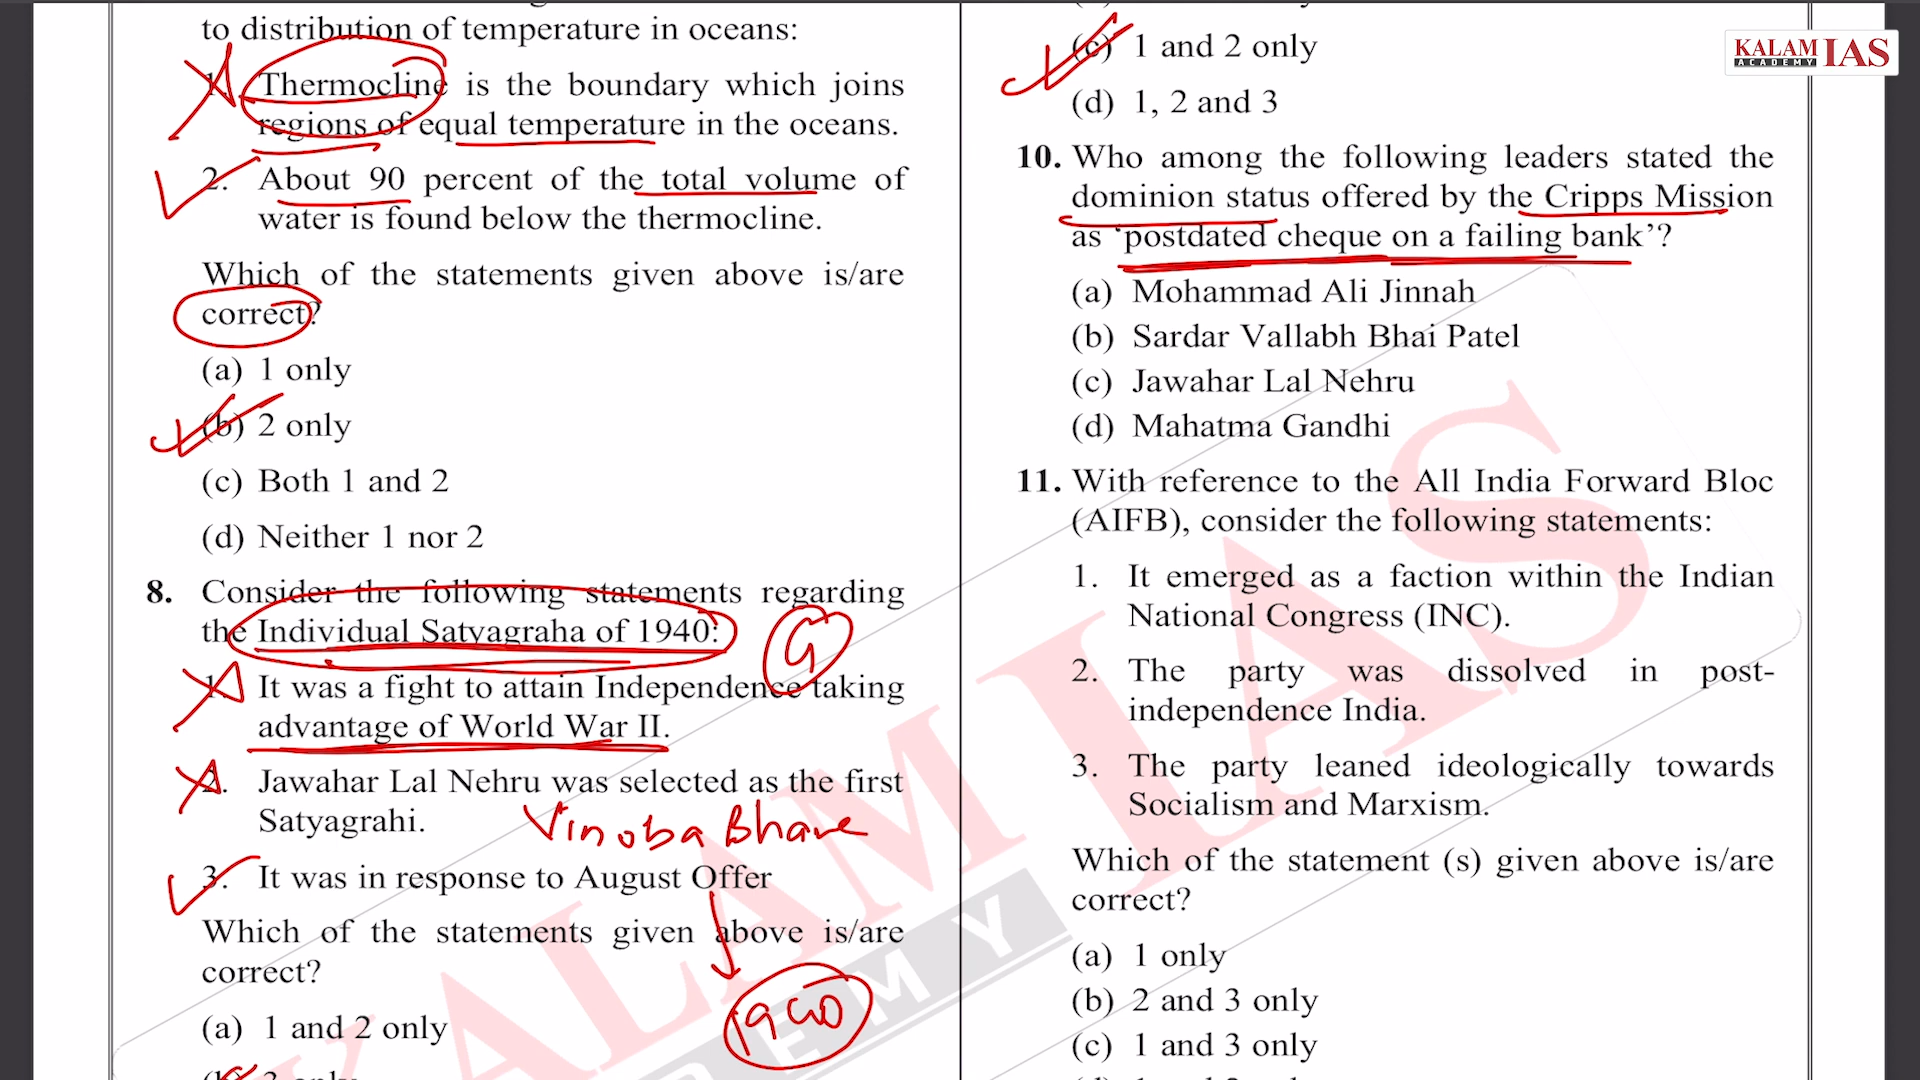 to distribution of temperature in oceans:
1. Thermocline is the boundary which joins
regions of equal temperature in the oceans.
2. About 90 percent of the total volume of
water is found below the thermocline.
Which of the statements given above is/are
correct?
(a) 1 only
(b) 2 only
(c) Both 1 and 2
(d) Neither 1 nor 2
8. Consider the following statements regarding
the Individual Satyagraha of 1940:
G
1. It was a fight to attain Independence taking
advantage of World War II.
2. Jawahar Lal Nehru was selected as the first
Satyagrahi.
Vinoba Bhave
3. It was in response to August Offer
Which of the statements given above is/are
correct?
1940
(a) 1 and 2 only
(c) 1 and 2 only
(d) 1, 2 and 3
10. Who among the following leaders stated the
dominion status offered by the Cripps Mission
as ‘postdated cheque on a failing bank’?
(a) Mohammad Ali Jinnah
(b) Sardar Vallabh Bhai Patel
(c) Jawahar Lal Nehru
(d) Mahatma Gandhi
11. With reference to the All India Forward Bloc
(AIFB), consider the following statements:
1. It emerged as a faction within the Indian
National Congress (INC).
2. The party was dissolved in post-
independence India.
3. The party leaned ideologically towards
Socialism and Marxism.
Which of the statement (s) given above is/are
correct?
(a) 1 only
(b) 2 and 3 only
(c) 1 and 3 only
KALAM IAS
ACADEMY
KALAM IAS
EMY